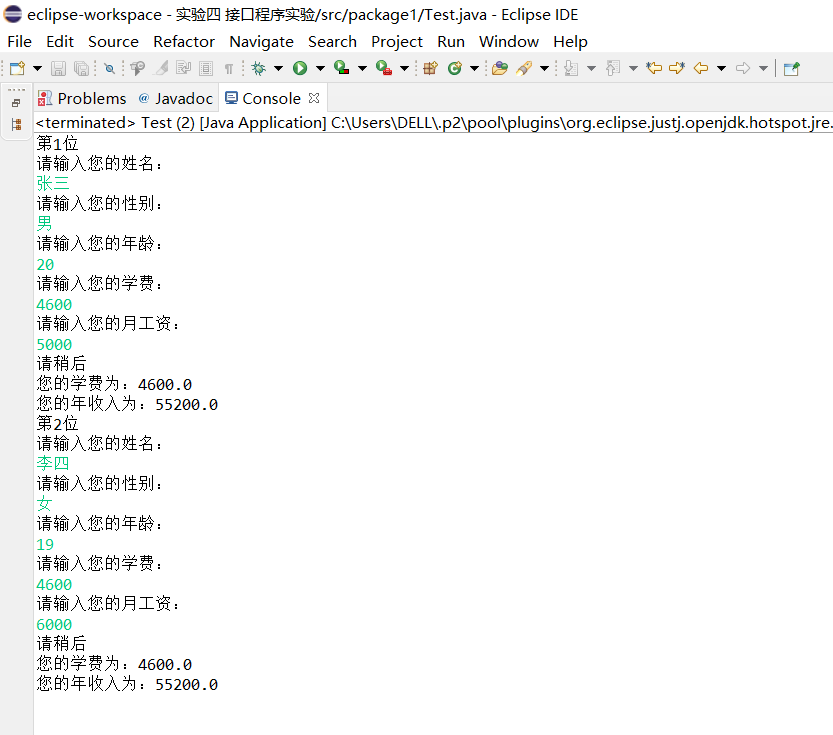 eclipse-workspace - 实验四 接口程序实验/src/package1/Test.java - Eclipse IDE
File Edit Source Refactor Navigate Search Project Run Window Help
Problems @ Javadoc Console
<terminated> Test (2) [Java Application] C:\Users\DELL\.p2\pool\plugins\org.eclipse.justj.openjdk.hotspot.jre.
第1位
请输入您的姓名：
张三
请输入您的性别：
男
请输入您的年龄：
20
请输入您的学费：
4600
请输入您的月工资：
5000
请稍后
您的学费为：4600.0
您的年收入为：55200.0
第2位
请输入您的姓名：
李四
请输入您的性别：
女
请输入您的年龄：
19
请输入您的学费：
4600
请输入您的月工资：
6000
请稍后
您的学费为：4600.0
您的年收入为：55200.0